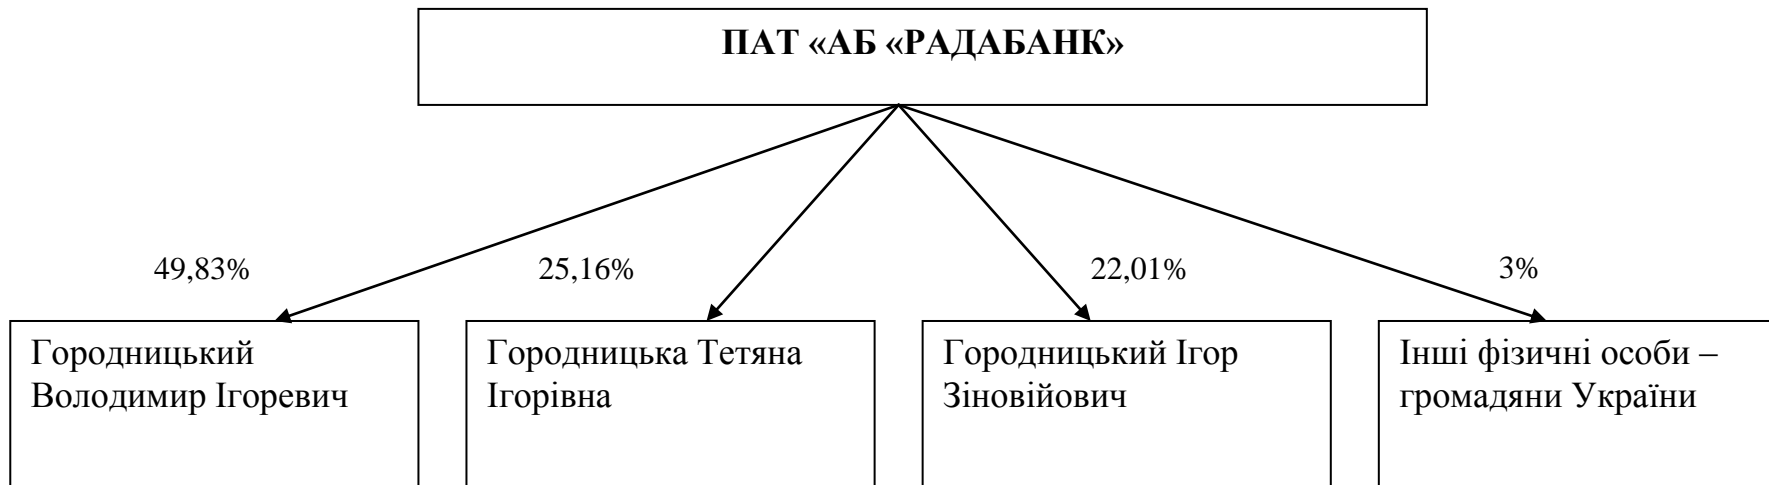 ПАТ «АБ «РАДАБАНК»
49,83%
25,16%
22,01%
3%
Городницький
Володимир Ігоревич
Городницька Тетяна
Ігорівна
Городницький Ігор
Зіновійович
Інші фізичні особи –
громадяни України